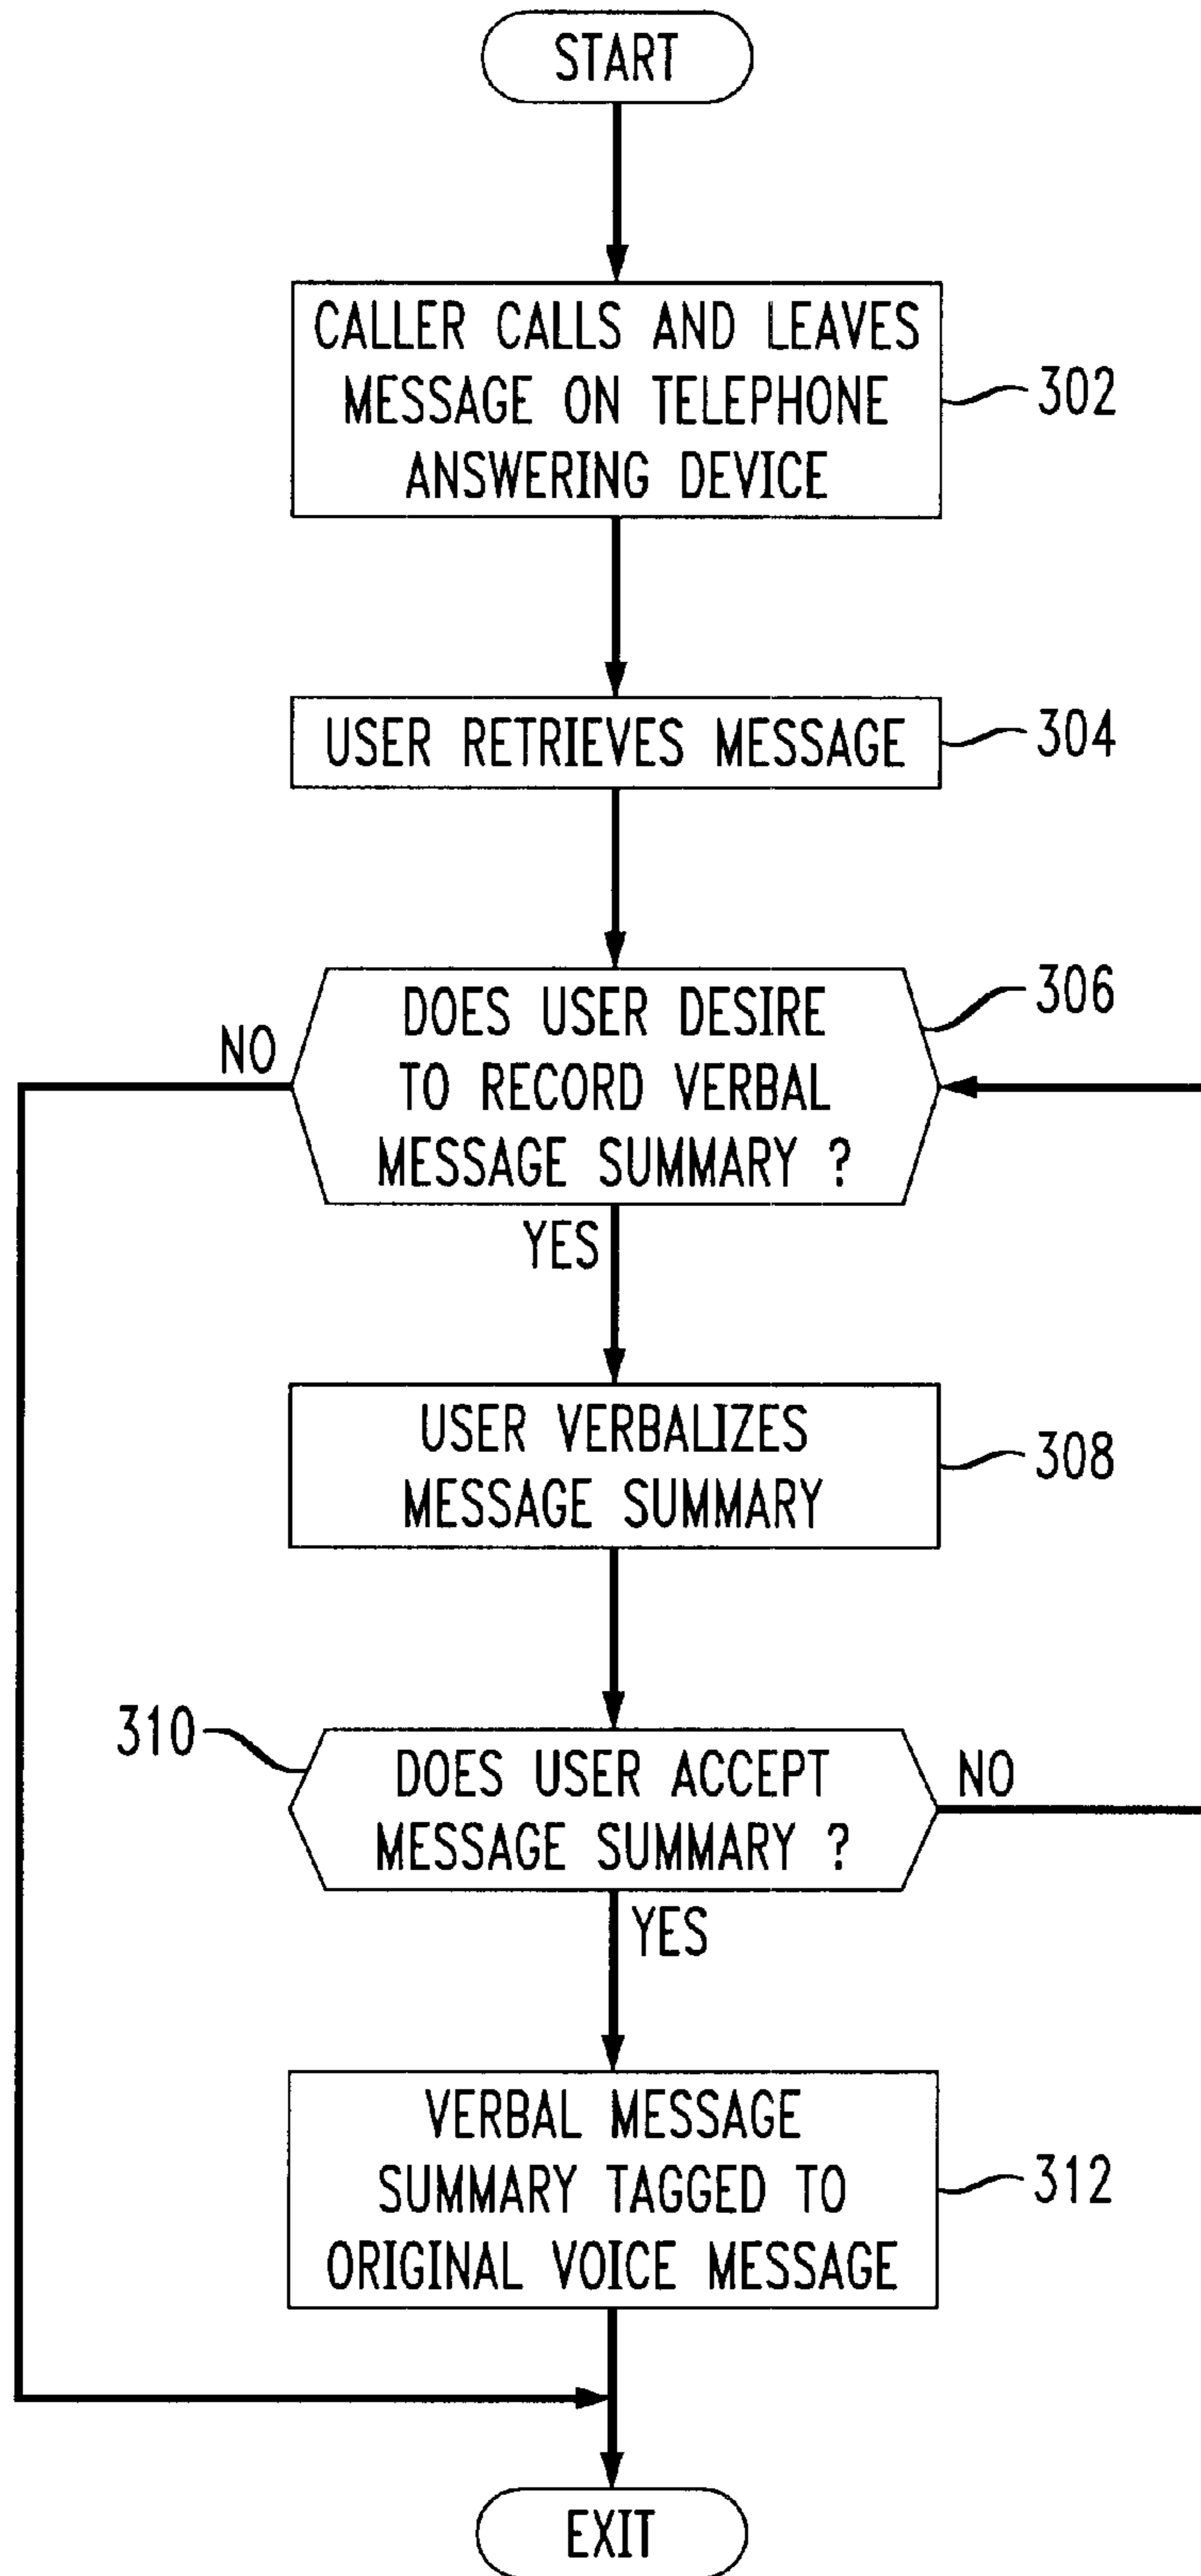 START
CALLER CALLS AND LEAVES
MESSAGE ON TELEPHONE
ANSWERING DEVICE
302
USER RETRIEVES MESSAGE
304
DOES USER DESIRE
TO RECORD VERBAL
MESSAGE SUMMARY ?
306
NO
YES
USER VERBALIZES
MESSAGE SUMMARY
308
310
DOES USER ACCEPT
MESSAGE SUMMARY ?
NO
YES
VERBAL MESSAGE
SUMMARY TAGGED TO
ORIGINAL VOICE MESSAGE
312
EXIT